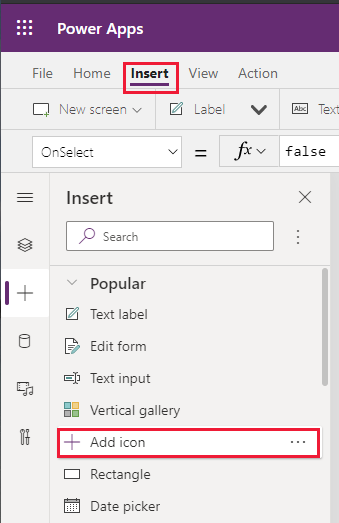 Power Apps
File Home Insert View Action
New screen Label Abc
OnSelect = fx false
Insert
Search
Popular
Text label
Edit form
Text input
Vertical gallery
Add icon ...
Rectangle
Date picker